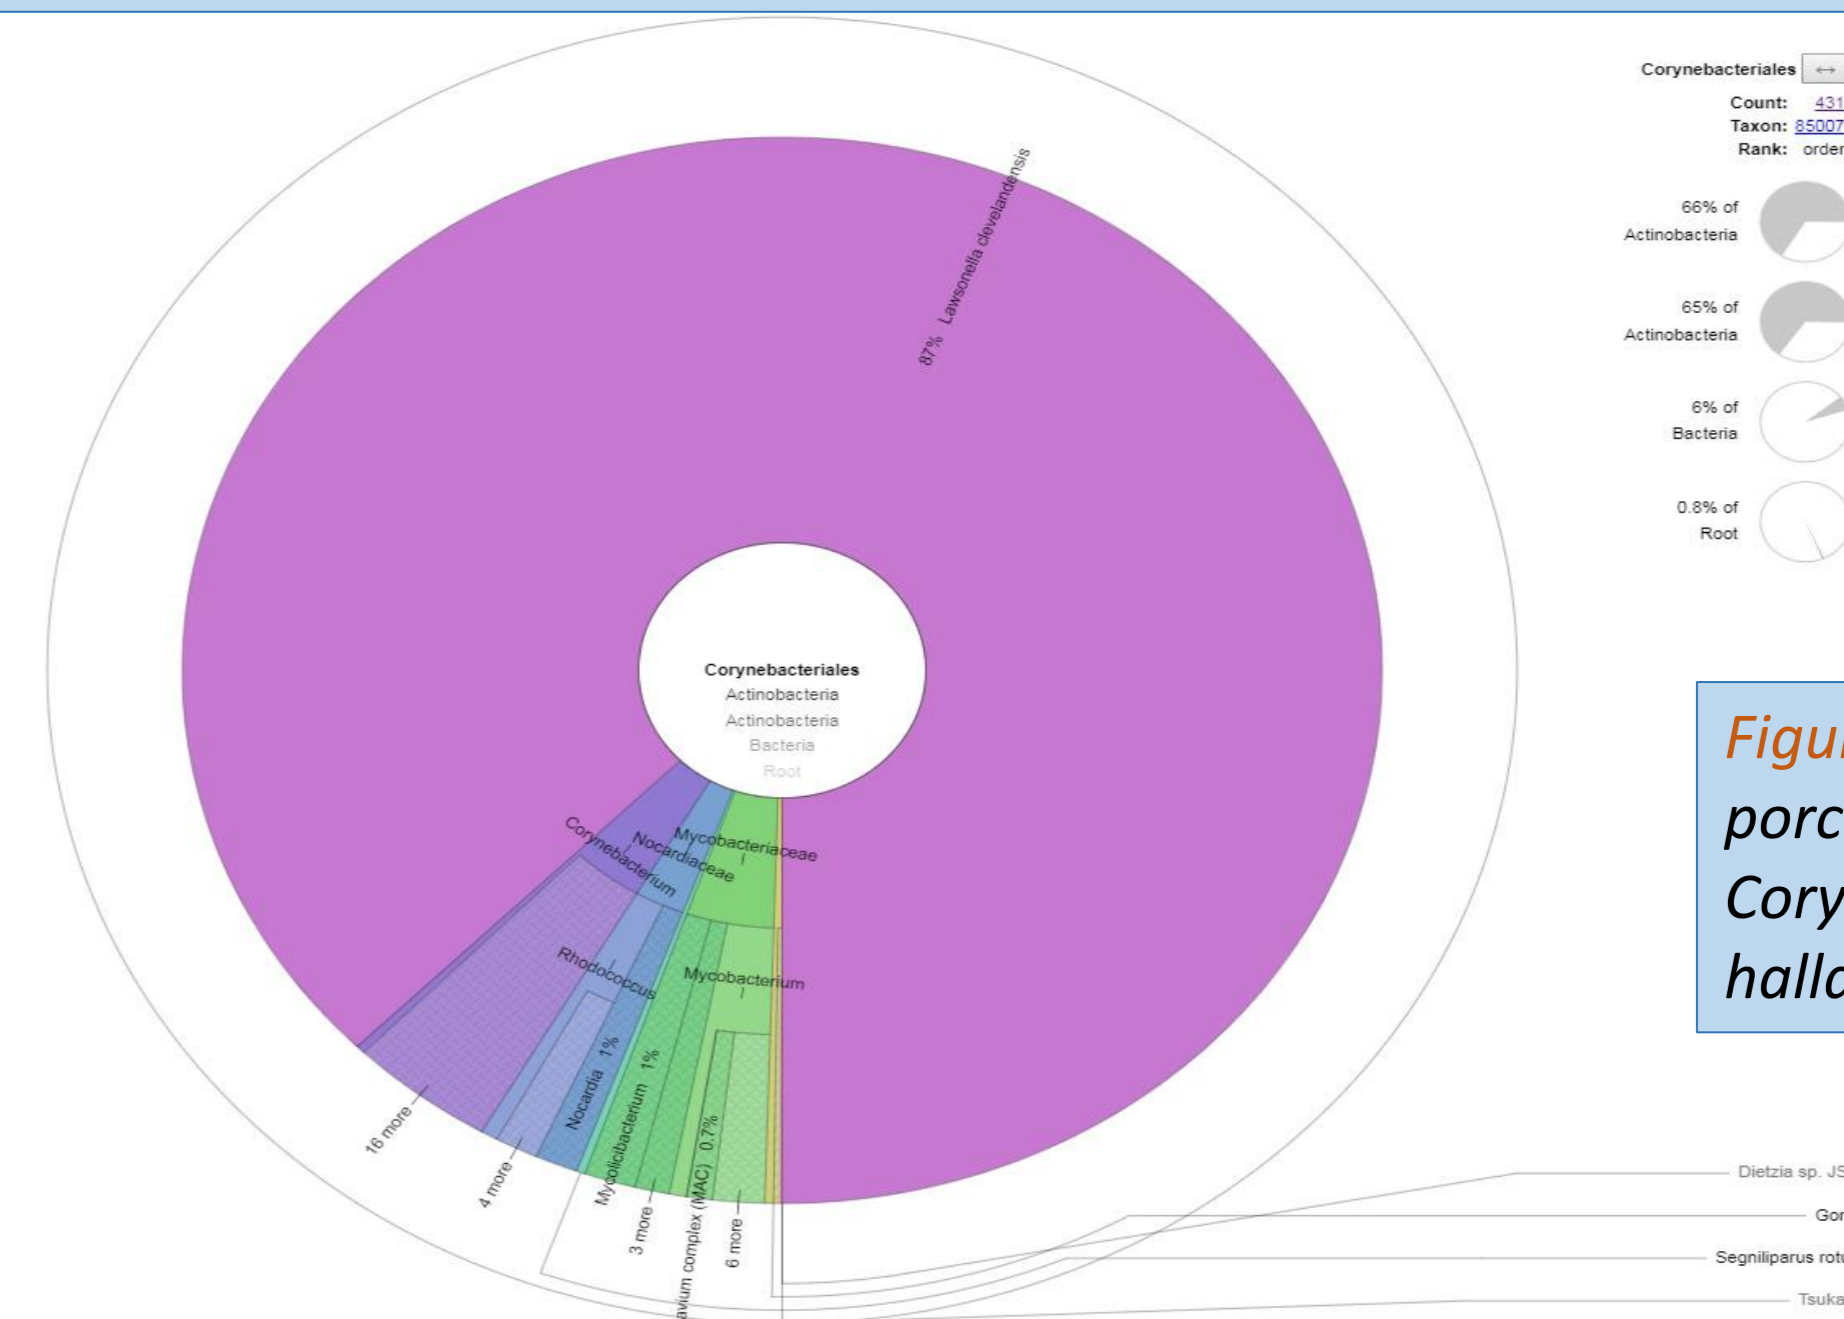 87% Lawsonella clevelandensis
Corynebacteriales
Actinobacteria
Actinobacteria
Bacteria
Root
Corynebacterium
Nocardiaceae
Mycobacteriaceae
Rhodococcus
Mycobacterium
16 more
4 more
Nocardia 1%
Mycolicibacterium 1%
3 more
avium complex (MAC) 0.7%
6 more
Corynebacteriales ↔
Count: 431
Taxon: 85007
Rank: order
66% of
Actinobacteria
65% of
Actinobacteria
6% of
Bacteria
0.8% of
Root
Figu
porc
Cory
halla
Dietzia sp. JS
Gor
Segniliparus rotu
Tsuka